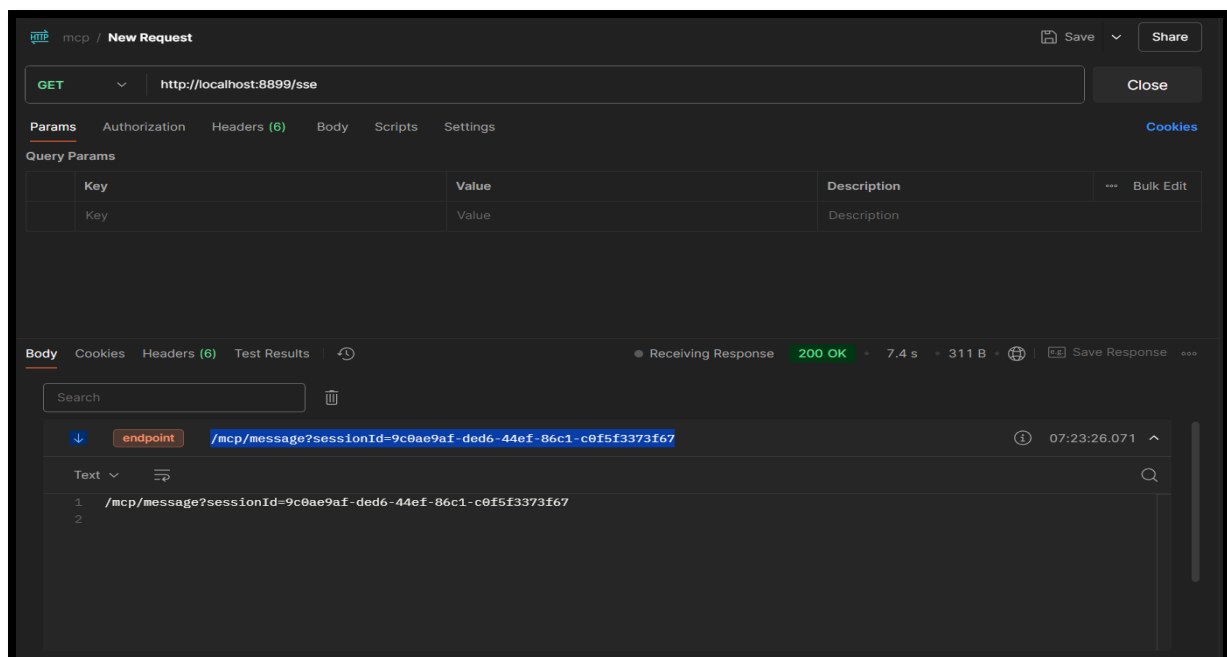 HTTP mcp / New Request Save Share
GET http://localhost:8899/sse Close
Params Authorization Headers (6) Body Scripts Settings Cookies
Query Params
Key Value Description Bulk Edit
Key Value Description
Body Cookies Headers (6) Test Results Receiving Response 200 OK 7.4 s 311 B e.g. Save Response
Search
endpoint /mcp/message?sessionId=9c0ae9af-ded6-44ef-86c1-c0f5f3373f67 07:23:26.071
Text
1 /mcp/message?sessionId=9c0ae9af-ded6-44ef-86c1-c0f5f3373f67
2